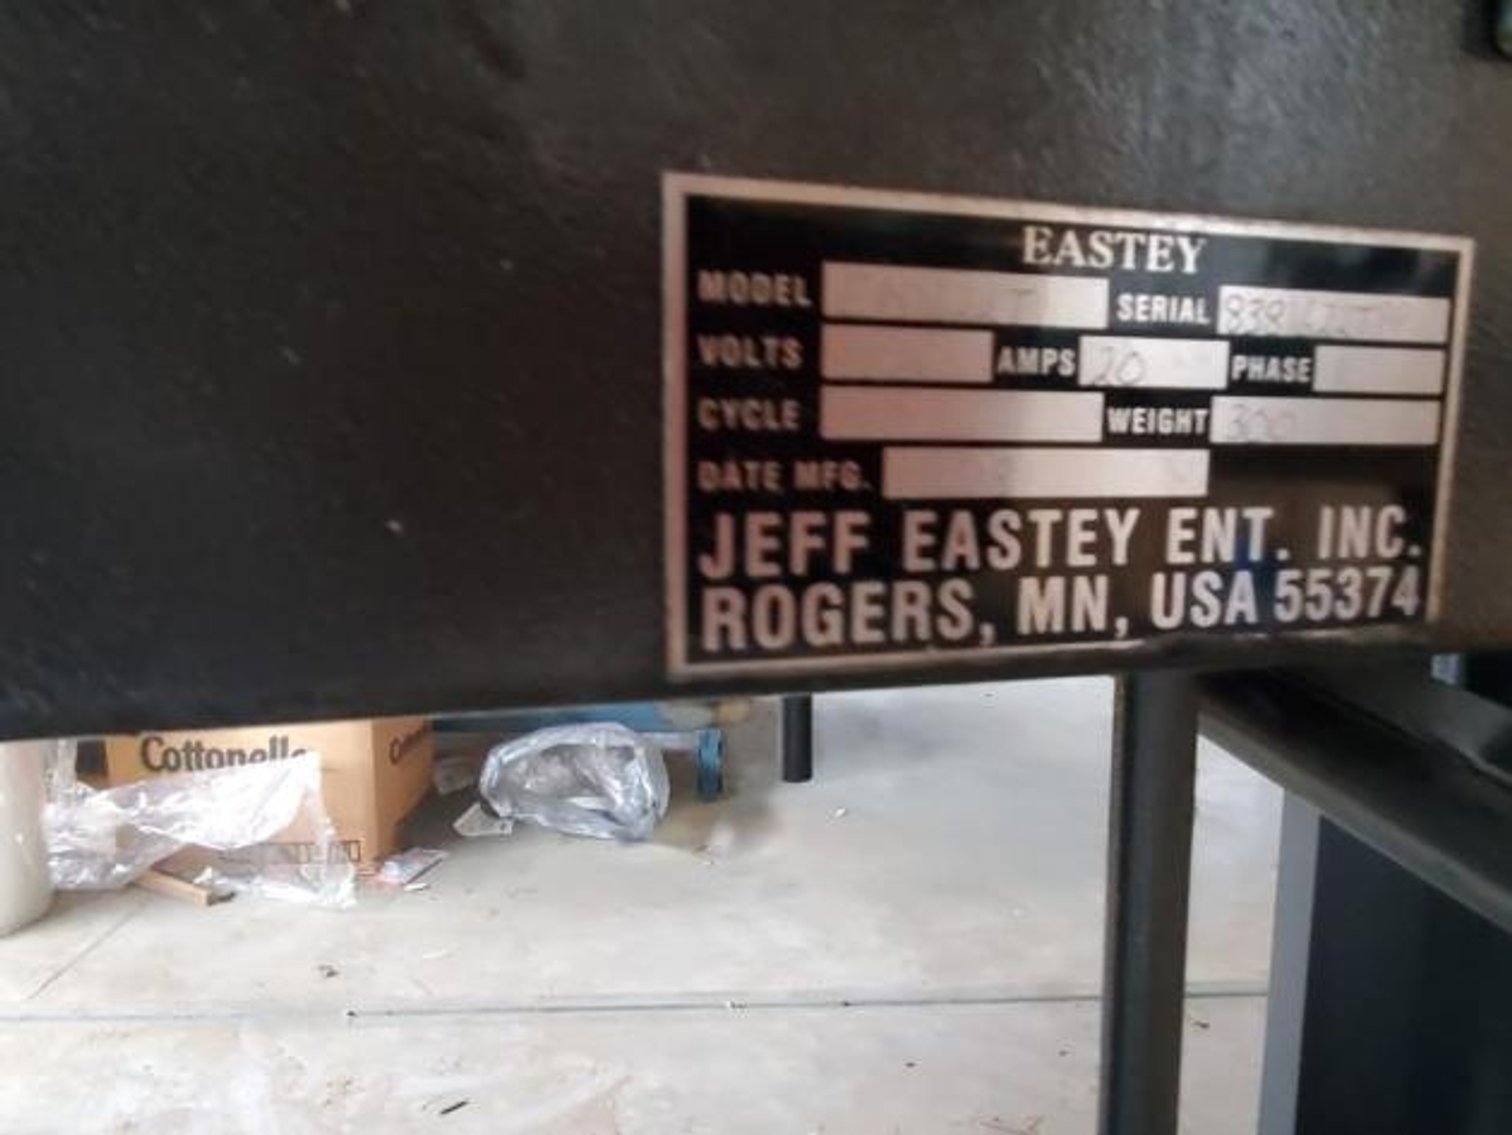 EASTEY
MODEL SERIAL
VOLTS AMPS 20 PHASE
CYCLE WEIGHT 300
DATE MFG.
JEFF EASTEY ENT. INC.
ROGERS, MN, USA 55374
Cottonelle